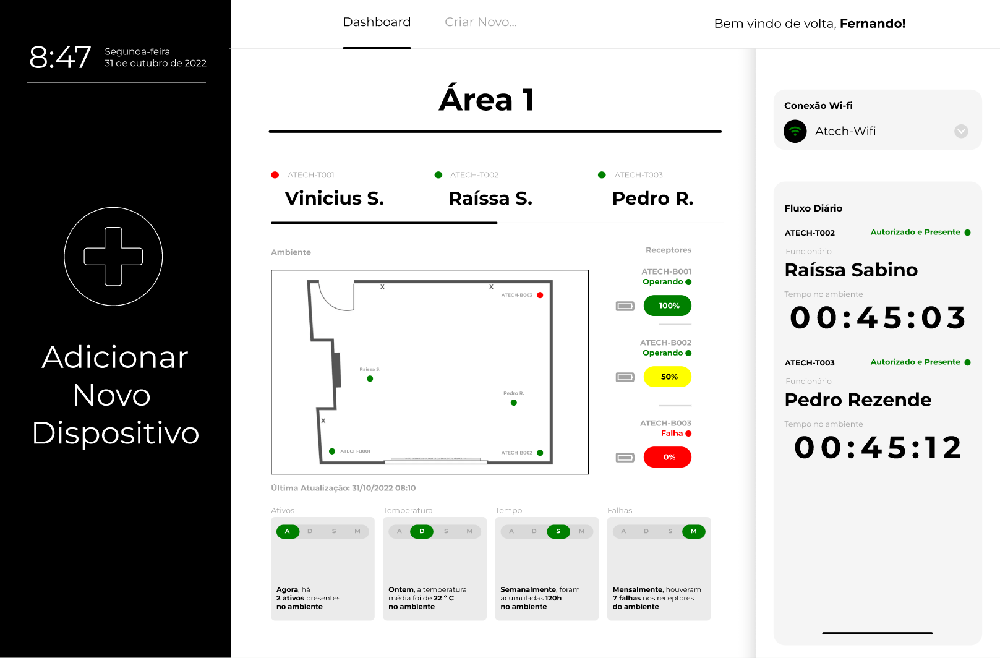 8:47
Segunda-feira
31 de outubro de 2022
Adicionar
Novo
Dispositivo
Dashboard
Criar Novo...
Bem vindo de volta, Fernando!
Área 1
ATECH-T001
Vinicius S.
ATECH-T002
Raíssa S.
ATECH-T003
Pedro R.
Ambiente
X
X
ATECH-B003
Raíssa S.
Pedro R.
X
ATECH-B001
ATECH-B002
Última Atualização: 31/10/2022 08:10
Receptores
ATECH-B001
Operando
100%
ATECH-B002
Operando
50%
ATECH-B003
Falha
0%
Ativos
A D S M
Agora, há
2 ativos presentes
no ambiente
Temperatura
A D S M
Ontem, a temperatura
média foi de 22 º C
no ambiente
Tempo
A D S M
Semanalmente, foram
acumuladas 120h
no ambiente
Falhas
A D S M
Mensalmente, houveram
7 falhas nos receptores
do ambiente
Conexão Wi-fi
Atech-Wifi
Fluxo Diário
ATECH-T002
Autorizado e Presente
Funcionário
Raíssa Sabino
Tempo no ambiente
00:45:03
ATECH-T003
Autorizado e Presente
Funcionário
Pedro Rezende
Tempo no ambiente
00:45:12